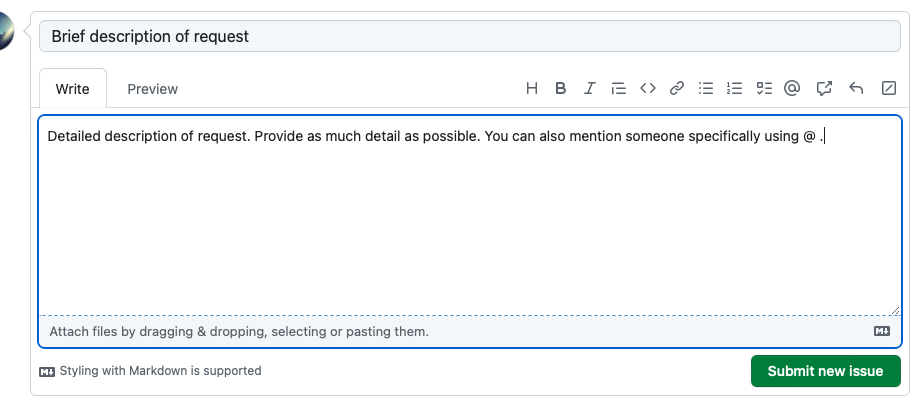 Brief description of request
Write Preview H B I <> @
Detailed description of request. Provide as much detail as possible. You can also mention someone specifically using @ .
Attach files by dragging & dropping, selecting or pasting them.
Styling with Markdown is supported
Submit new issue